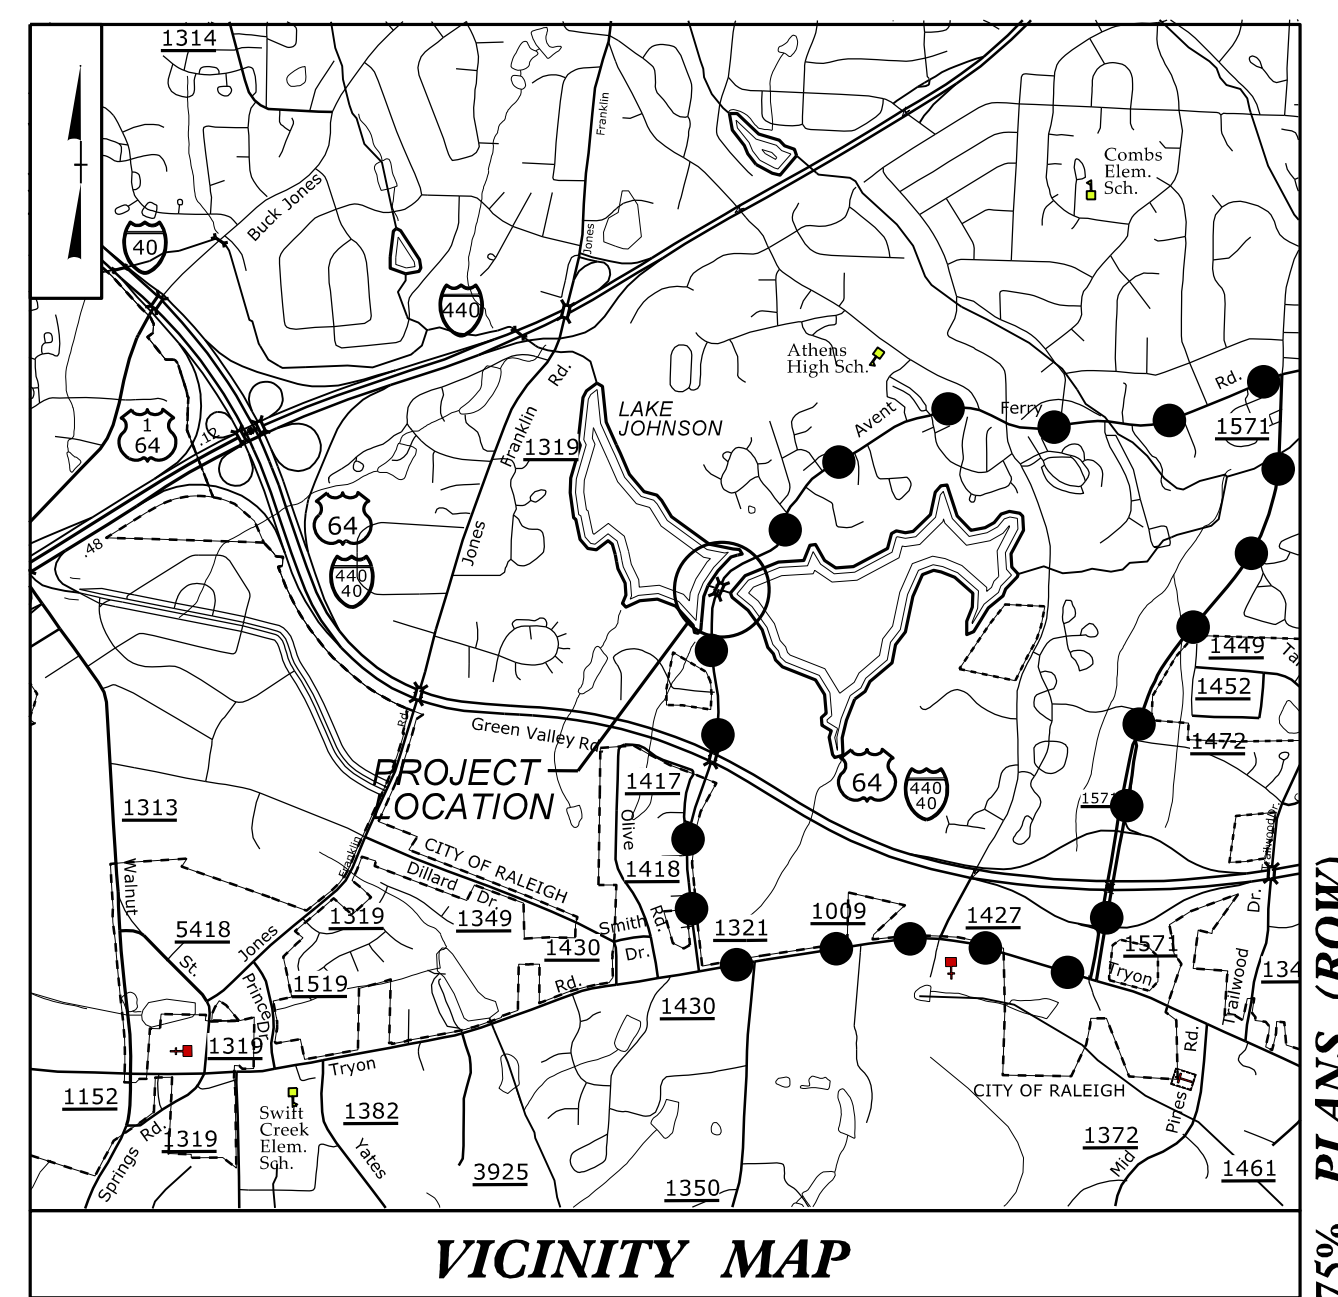 1314
Franklin
Combs
Elem.
Sch.
Buck Jones
40
Jones
440
Athens
High Sch.
Rd.
Rd.
1
64
.12
LAKE
JOHNSON
Avent
Ferry
1571
Franklin
1319
64
Jones
.48
440
40
1449
1452
Rd.
Green Valley Rd.
1472
PROJECT
LOCATION
1417
64
440
40
1571
1313
Olive
Trailwood Dr.
Franklin
CITY OF RALEIGH
Walnut
Dillard
Dr.
1418
Dr.
5418
1319
1349
Smith
Rd.
1321
1009
1427
Jones
1430
Dr.
1571
St.
Prince
Dr.
1519
Rd.
Tryon
Trailwood
134
1430
1319
Rd.
Tryon
CITY OF RALEIGH
1152
Swift
Creek
Elem.
Sch.
1382
Pines
Rd.
1319
Yates
1372
Mid
Springs
3925
1350
1461
VICINITY MAP
75% PLANS (ROW)